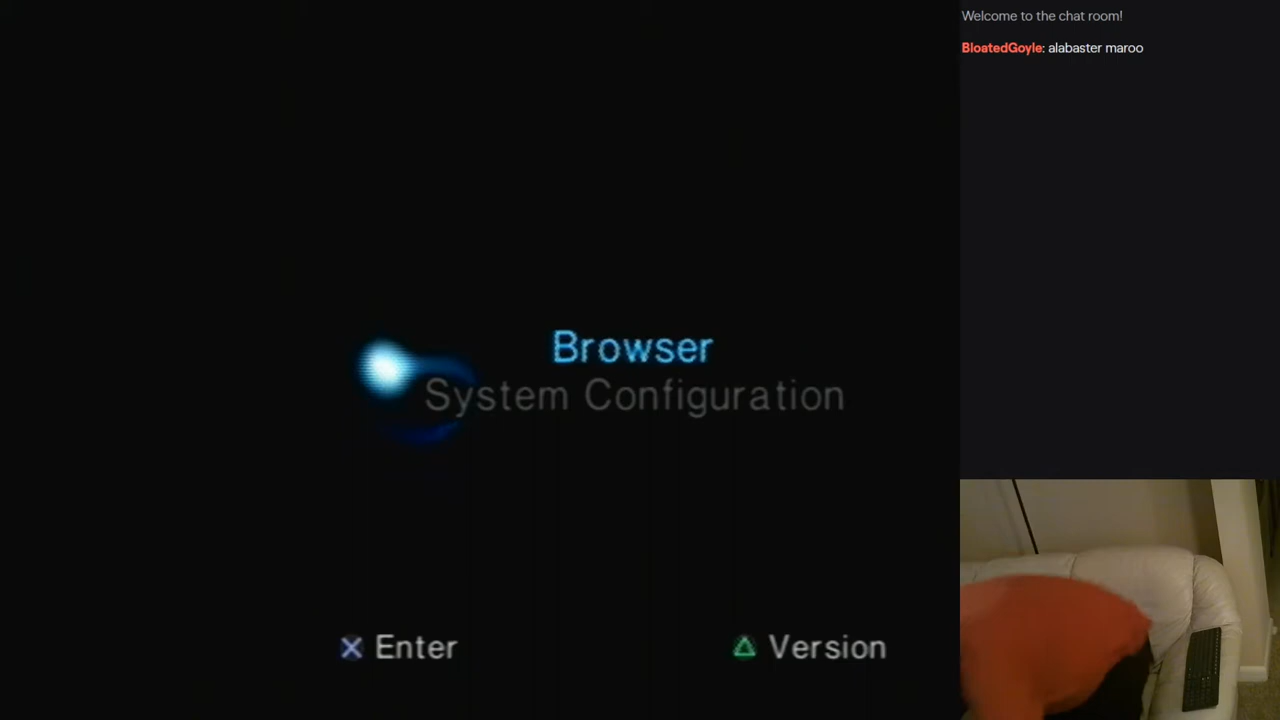 Welcome to the chat room!
BloatedGoyle: alabaster maroo
Browser
System Configuration
Enter
Version